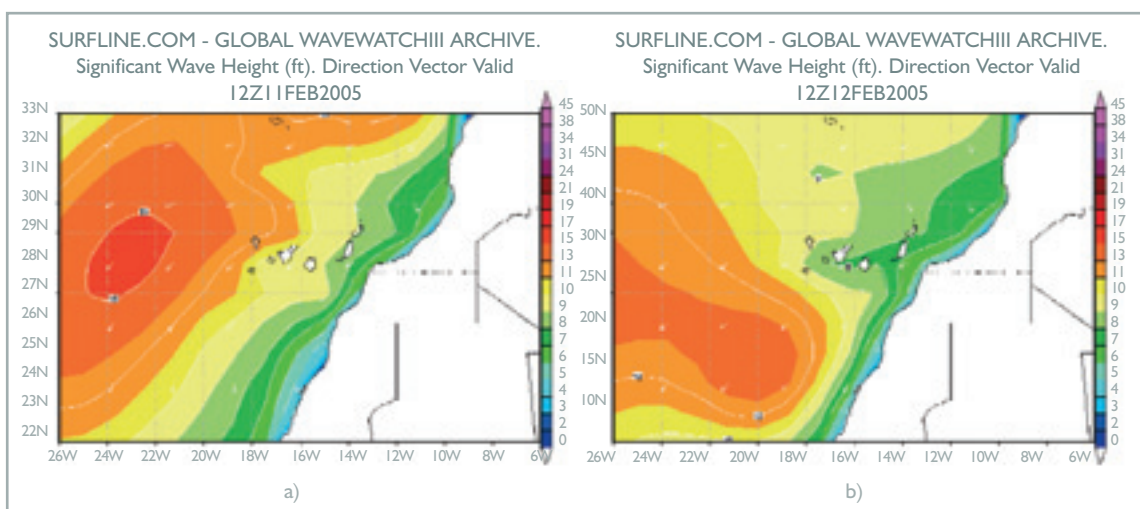 SURFLINE.COM - GLOBAL WAVEWATCHIII ARCHIVE.
Significant Wave Height (ft). Direction Vector Valid
12Z11FEB2005
33N
32N
31N
30N
29N
28N
27N
26N
25N
24N
23N
22N
26W 24W 22W 20W 18W 16W 14W 12W 10W 8W 6W
45
38
34
31
24
21
19
17
15
13
11
10
9
8
7
6
5
4
3
2
0
a)
SURFLINE.COM - GLOBAL WAVEWATCHIII ARCHIVE.
Significant Wave Height (ft). Direction Vector Valid
12Z12FEB2005
50N
45N
40N
30N
25N
20N
15N
10N
26W 24W 22W 20W 18W 16W 14W 12W 10W 8W 6W
45
38
34
31
24
21
19
17
15
13
11
10
9
8
7
6
5
4
3
2
0
b)